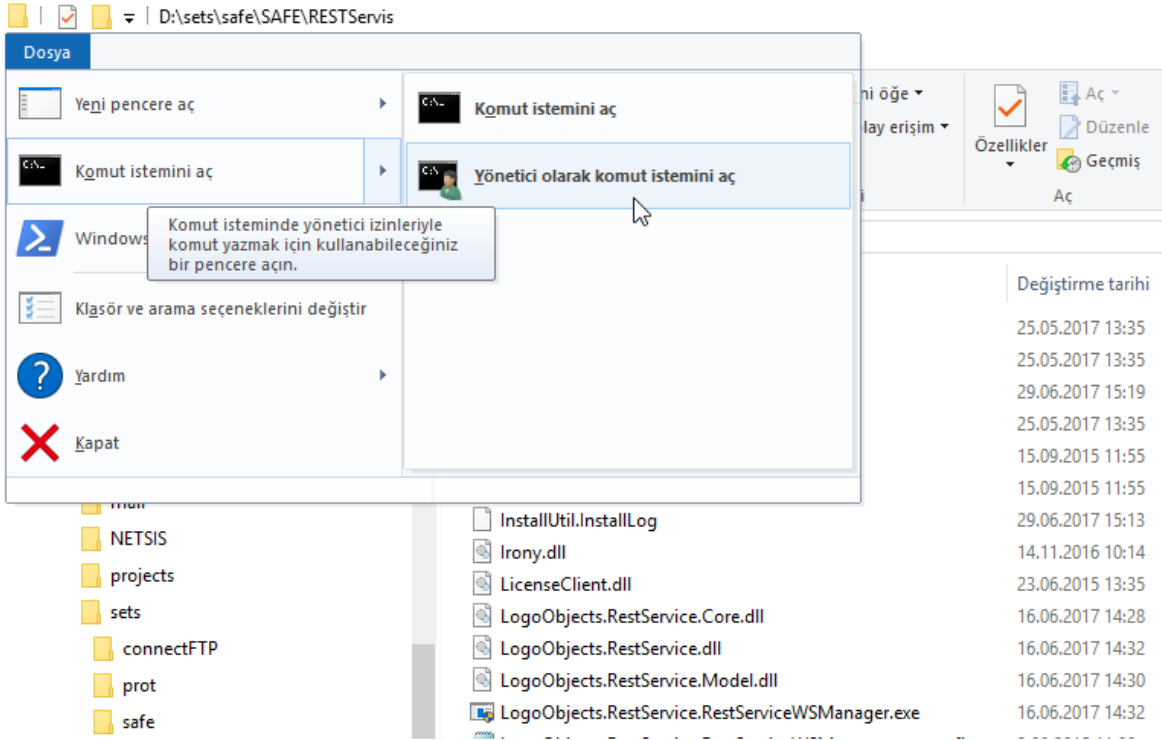 D:\sets\safe\SAFE\RESTServis
Dosya
Yeni pencere aç
Komut istemini aç
Windows
Klasör ve arama seçeneklerini değiştir
Yardım
Kapat
Komut istemini aç
Yönetici olarak komut istemini aç
Komut isteminde yönetici izinleriyle
komut yazmak için kullanabileceğiniz
bir pencere açın.
öğe
erişim
Özellikler
Aç
Düzenle
Geçmiş
Aç
Değiştirme tarihi
25.05.2017 13:35
25.05.2017 13:35
29.06.2017 15:19
25.05.2017 13:35
15.09.2015 11:55
15.09.2015 11:55
InstallUtil.InstallLog 29.06.2017 15:13
Irony.dll 14.11.2016 10:14
LicenseClient.dll 23.06.2015 13:35
LogoObjects.RestService.Core.dll 16.06.2017 14:28
LogoObjects.RestService.dll 16.06.2017 14:32
LogoObjects.RestService.Model.dll 16.06.2017 14:30
LogoObjects.RestService.RestServiceWSManager.exe 16.06.2017 14:32
NETSIS
projects
sets
connectFTP
prot
safe